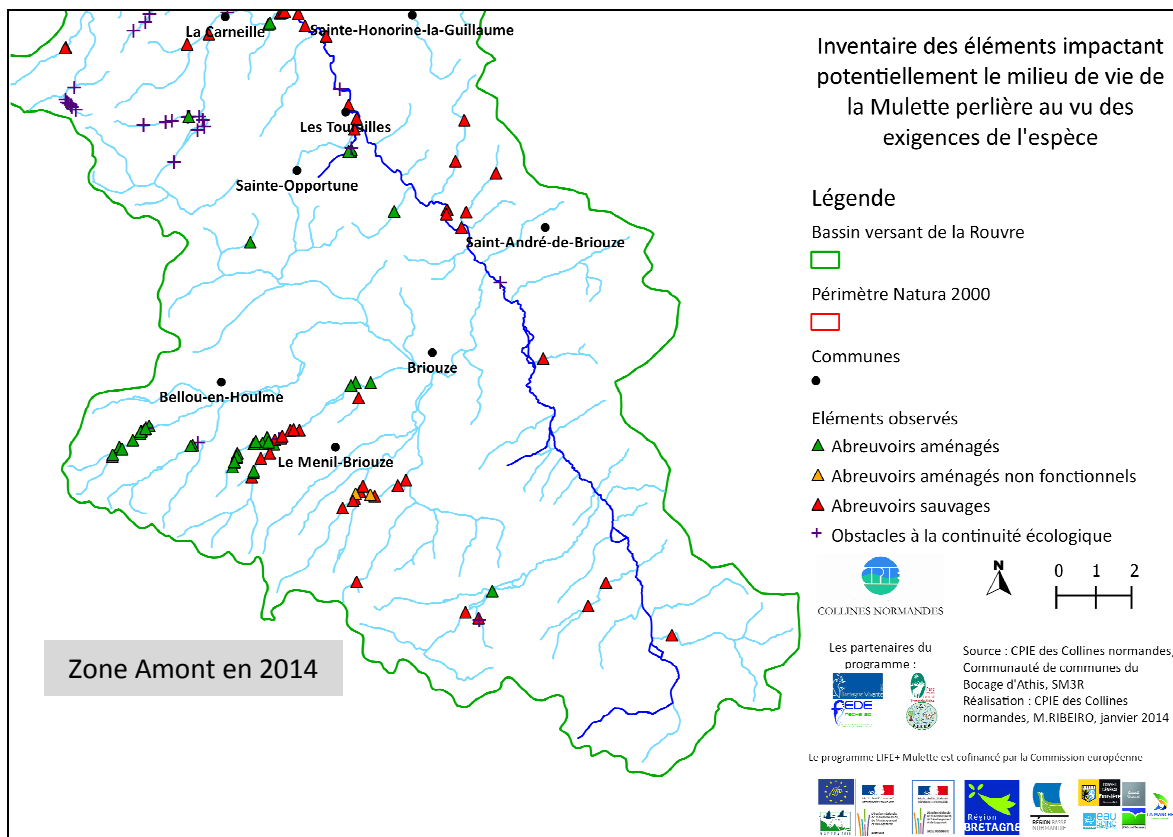 La Carneille
Sainte-Honorine-la-Guillaume
Les Tourailles
Sainte-Opportune
Saint-André-de-Briouze
Briouze
Bellou-en-Houlme
Le Menil-Briouze
Zone Amont en 2014
Inventaire des éléments impactant
potentiellement le milieu de vie de
la Mulette perlière au vu des
exigences de l'espèce
Légende
Bassin versant de la Rouvre
Périmètre Natura 2000
Communes
Eléments observés
Abreuvoirs aménagés
Abreuvoirs aménagés non fonctionnels
Abreuvoirs sauvages
Obstacles à la continuité écologique
CPIE
COLLINES NORMANDES
N
0 1 2
Les partenaires du
programme :
Source : CPIE des Collines normandes,
Communauté de communes du
Bocage d'Athis, SM3R
Réalisation : CPIE des Collines
normandes, M.RIBEIRO, janvier 2014
Le programme LIFE+ Mulette est cofinancé par la Commission européenne
Région
BRETAGNE